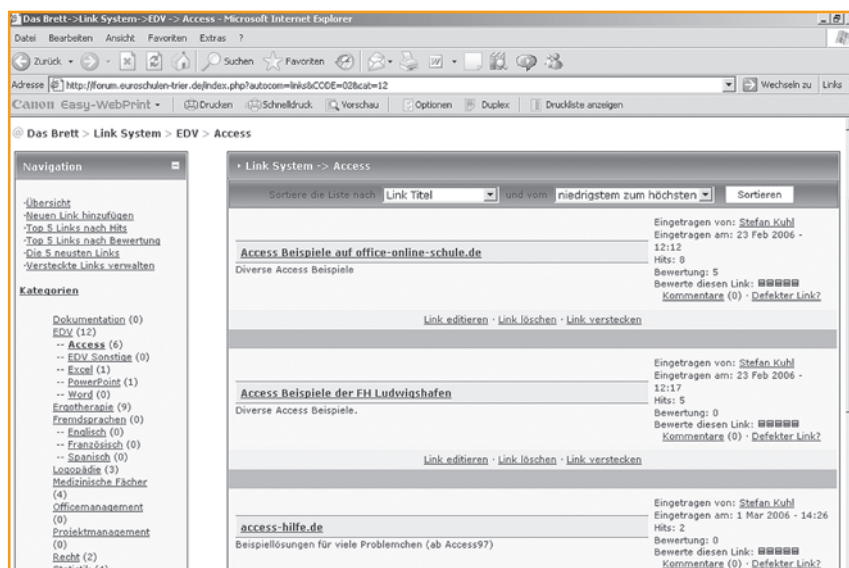 Das Brett->Link System->EDV -> Access - Microsoft Internet Explorer
Datei Bearbeiten Ansicht Favoriten Extras ?
Zurück Suchen Favoriten
Adresse http://forum.euroschulen-trier.de/index.php?autocom=links&CCODE=02&cat=12 Wechseln zu Links
Canon Easy-WebPrint Drucken Schnelldruck Vorschau Optionen Duplex Druckliste anzeigen
Das Brett > Link System > EDV > Access
Navigation
·Übersicht
·Neuen Link hinzufügen
·Top 5 Links nach Hits
·Top 5 Links nach Bewertung
·Die 5 neusten Links
·Versteckte Links verwalten
Kategorien
Dokumentation (0)
EDV (12)
-- Access (6)
-- EDV Sonstige (0)
-- Excel (1)
-- PowerPoint (1)
-- Word (0)
Ergotherapie (9)
Fremdsprachen (0)
-- Englisch (0)
-- Französisch (0)
-- Spanisch (0)
Logopädie (3)
Medizinische Fächer
(4)
Officemanagement
(0)
Projektmanagement
(0)
Recht (2)
Link System -> Access
Sortiere die Liste nach Link Titel und vom niedrigstem zum höchsten Sortieren
Access Beispiele auf office-online-schule.de
Diverse Access Beispiele
Eingetragen von: Stefan Kuhl
Eingetragen am: 23 Feb 2006 -
12:12
Hits: 8
Bewertung: 5
Bewerte diesen Link:
Kommentare (0) · Defekter Link?
Link editieren · Link löschen · Link verstecken
Access Beispiele der FH Ludwigshafen
Diverse Access Beispiele.
Eingetragen von: Stefan Kuhl
Eingetragen am: 23 Feb 2006 -
12:17
Hits: 5
Bewertung: 0
Bewerte diesen Link:
Kommentare (0) · Defekter Link?
Link editieren · Link löschen · Link verstecken
access-hilfe.de
Beispiellösungen für viele Problemchen (ab Access97)
Eingetragen von: Stefan Kuhl
Eingetragen am: 1 Mar 2006 - 14:26
Hits: 2
Bewertung: 0
Bewerte diesen Link:
Kommentare (0) · Defekter Link?